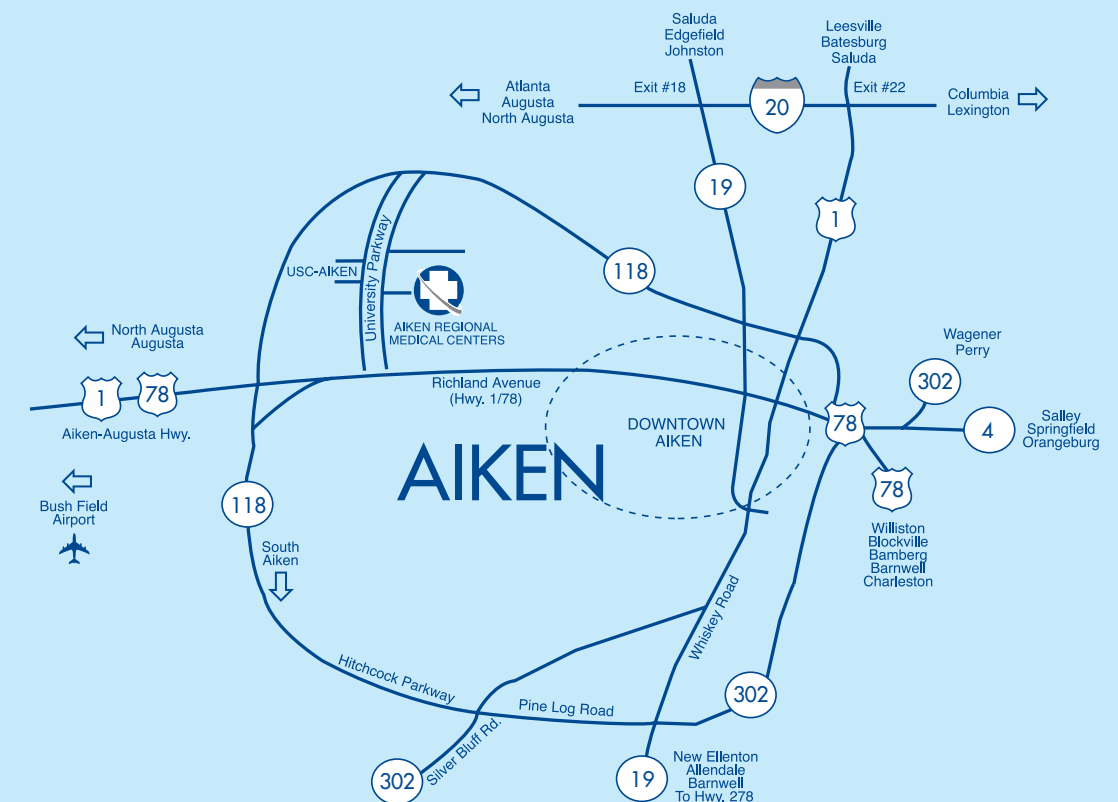 Saluda
Edgefield
Johnston
Leesville
Batesburg
Saluda
Atlanta
Augusta
North Augusta
Exit #18
20
Exit #22
Columbia
Lexington
19
1
118
University Parkway
USC-AIKEN
AIKEN REGIONAL
MEDICAL CENTERS
North Augusta
Augusta
1
78
Aiken-Augusta Hwy.
Richland Avenue
(Hwy. 1/78)
Wagener
Perry
302
DOWNTOWN
AIKEN
78
4
Salley
Springfield
Orangeburg
AIKEN
78
Williston
Blockville
Bamberg
Barnwell
Charleston
Bush Field
Airport
118
South
Aiken
Whiskey Road
Hitchcock Parkway
Pine Log Road
302
Silver Bluff Rd.
302
19
New Ellenton
Allendale
Barnwell
To Hwy. 278